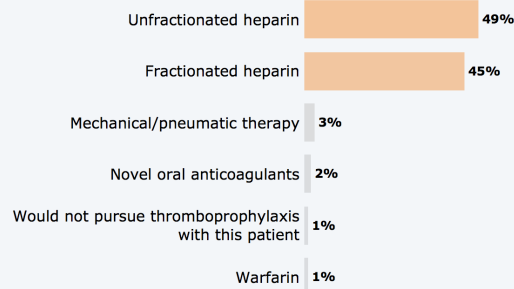 Unfractionated heparin 49%
Fractionated heparin 45%
Mechanical/pneumatic therapy 3%
Novel oral anticoagulants 2%
Would not pursue thromboprophylaxis
with this patient 1%
Warfarin 1%